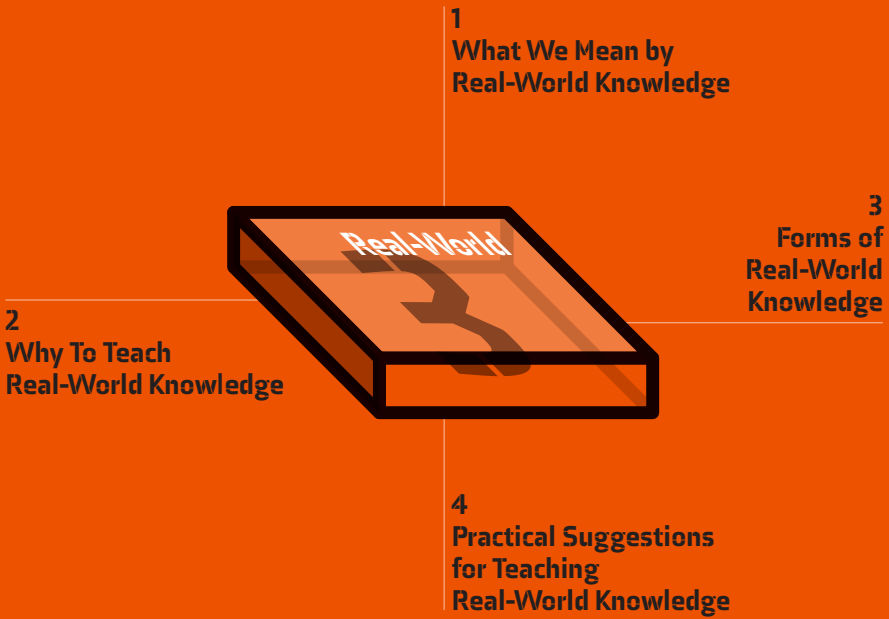 1
What We Mean by
Real-World Knowledge
Real-World
3
3
Forms of
Real-World
Knowledge
2
Why To Teach
Real-World Knowledge
4
Practical Suggestions
for Teaching
Real-World Knowledge